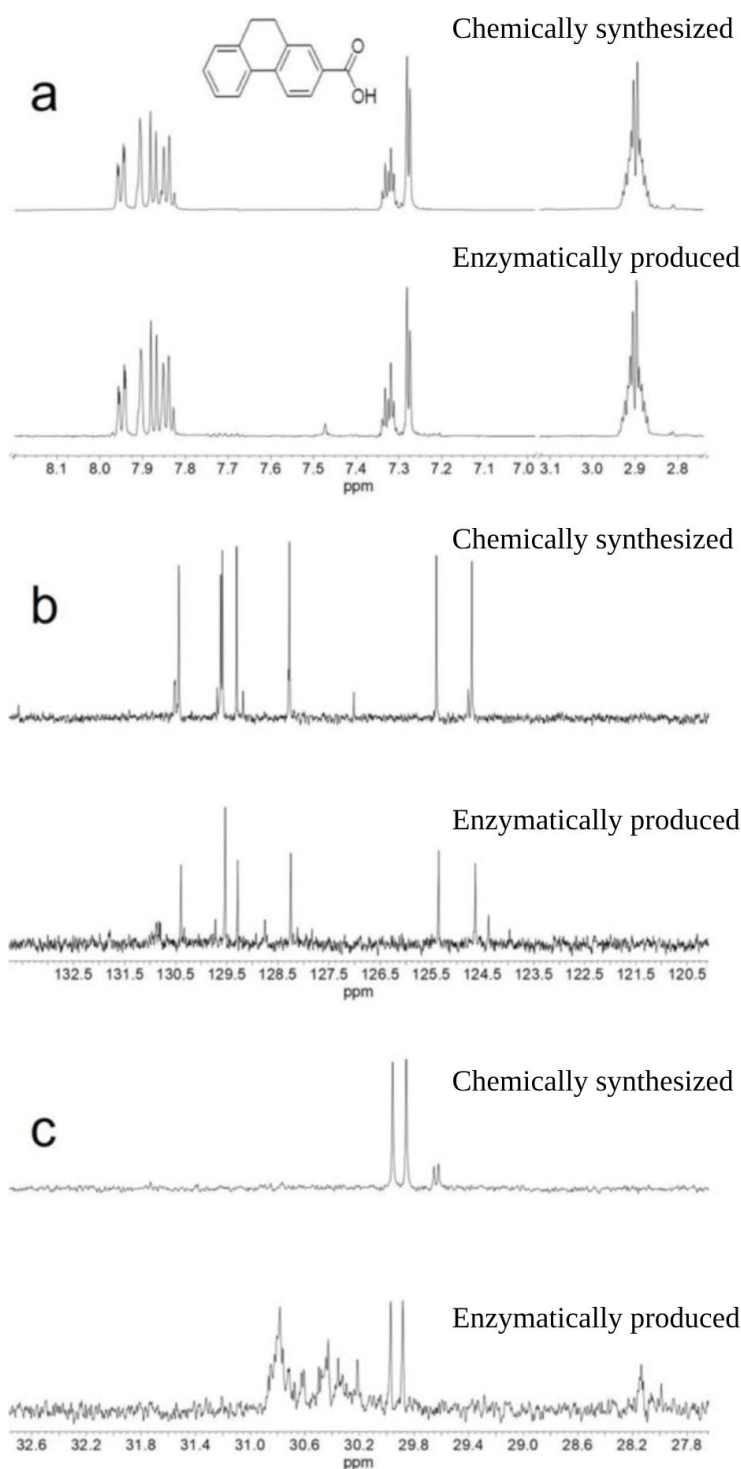 Chemically synthesized
a
O
OH
Enzymatically produced
8.1 8.0 7.9 7.8 7.7 7.6 7.5 7.4 7.3 7.2 7.1 7.0 3.1 3.0 2.9 2.8
ppm
Chemically synthesized
b
Enzymatically produced
132.5 131.5 130.5 129.5 128.5 127.5 126.5 125.5 124.5 123.5 122.5 121.5 120.5
ppm
Chemically synthesized
c
Enzymatically produced
32.6 32.2 31.8 31.4 31.0 30.6 30.2 29.8 29.4 29.0 28.6 28.2 27.8
ppm